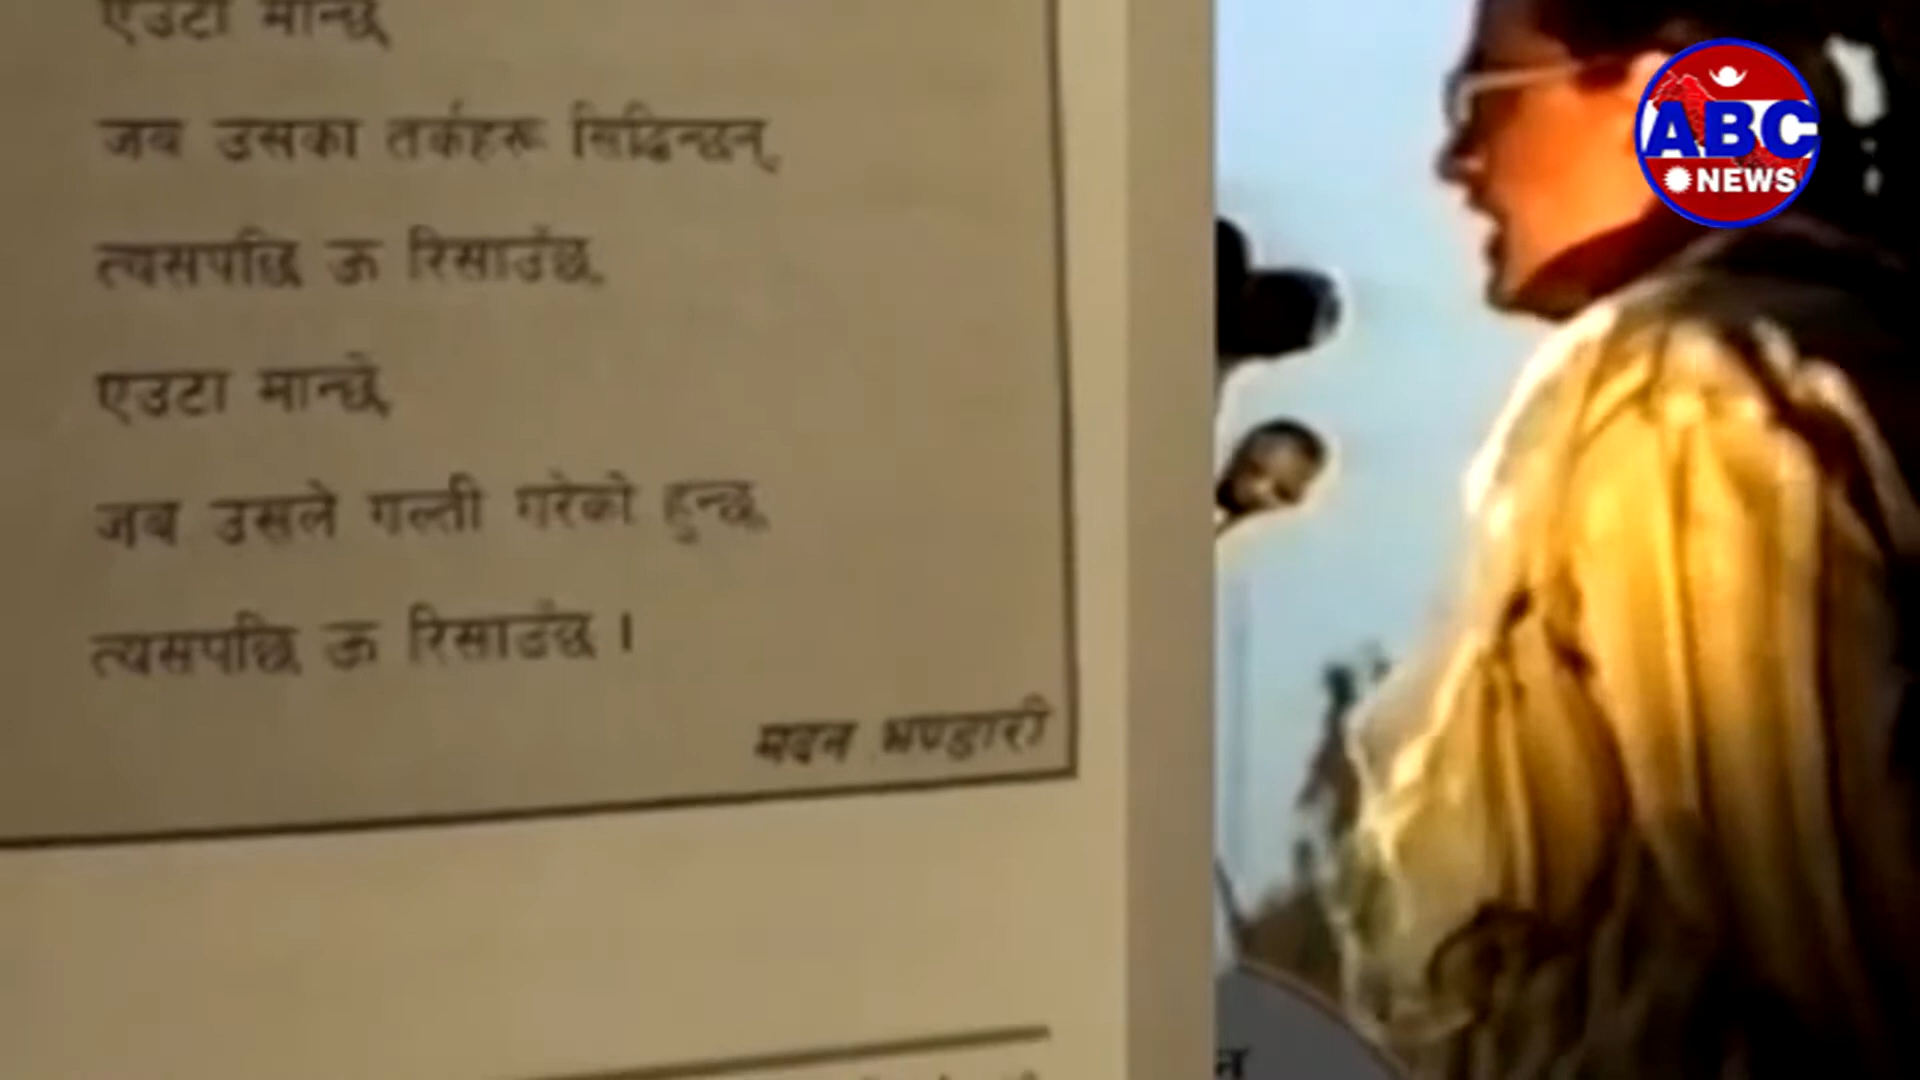 एउटा मान्छे,
जब उसका तर्कहरू सिद्धिन्छन्,
त्यसपछि ऊ रिसाउँछ,
एउटा मान्छे,
जब उसले गल्ती गरेको हुन्छ,
त्यसपछि ऊ रिसाउँछ ।
मदन भण्डारी
ABC
NEWS